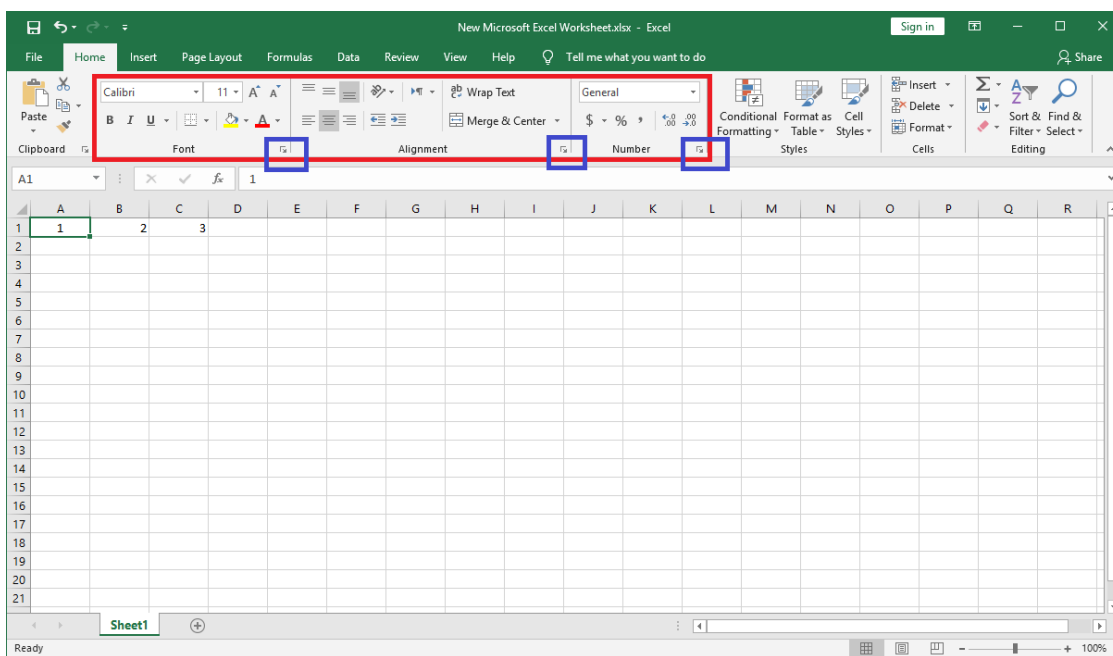 New Microsoft Excel Worksheet.xlsx - Excel Sign in
File Home Insert Page Layout Formulas Data Review View Help Tell me what you want to do Share
Calibri 11 A A ab Wrap Text General Insert
Paste B I U A Merge & Center $ % , .00 .0 Conditional Formatting Format as Table Cell Styles Delete Sort & Filter Find & Select
Format
Clipboard Font Alignment Number Styles Cells Editing
A1 fx 1
A B C D E F G H I J K L M N O P Q R
1 1 2 3
2
3
4
5
6
7
8
9
10
11
12
13
14
15
16
17
18
19
20
21
Sheet1
Ready 100%